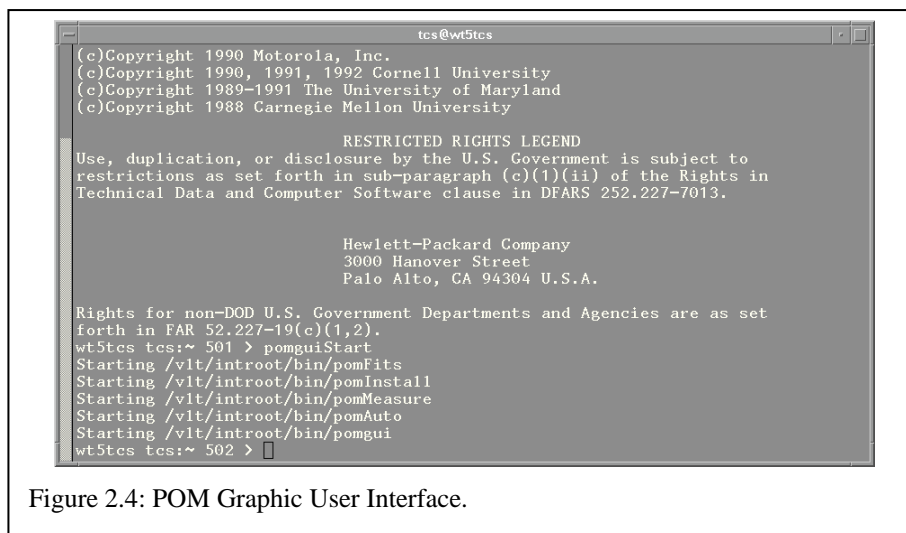 tcs@wt5tcs
(c)Copyright 1990 Motorola, Inc.
(c)Copyright 1990, 1991, 1992 Cornell University
(c)Copyright 1989-1991 The University of Maryland
(c)Copyright 1988 Carnegie Mellon University
RESTRICTED RIGHTS LEGEND
Use, duplication, or disclosure by the U.S. Government is subject to
restrictions as set forth in sub-paragraph (c)(1)(ii) of the Rights in
Technical Data and Computer Software clause in DFARS 252.227-7013.
Hewlett-Packard Company
3000 Hanover Street
Palo Alto, CA 94304 U.S.A.
Rights for non-DOD U.S. Government Departments and Agencies are as set
forth in FAR 52.227-19(c)(1,2).
wt5tcs tcs:~ 501 > pomguiStart
Starting /vlt/introot/bin/pomFits
Starting /vlt/introot/bin/pomInstall
Starting /vlt/introot/bin/pomMeasure
Starting /vlt/introot/bin/pomAuto
Starting /vlt/introot/bin/pomgui
wt5tcs tcs:~ 502 >
Figure 2.4: POM Graphic User Interface.